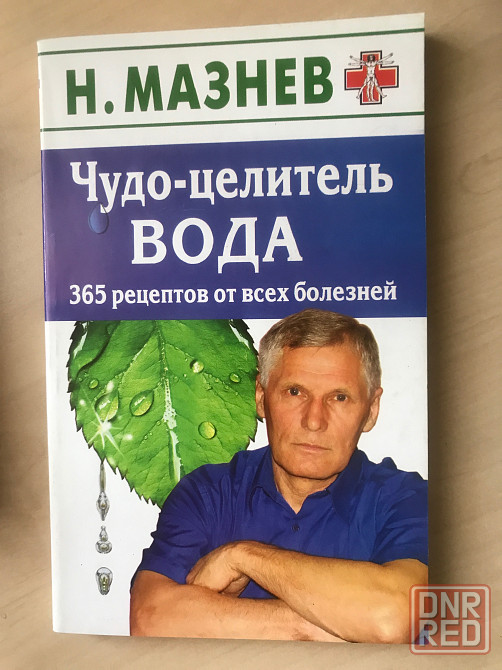 Н. МАЗНЕВ
Чудо-целитель
ВОДА
365 рецептов от всех болезней
DNR
RED